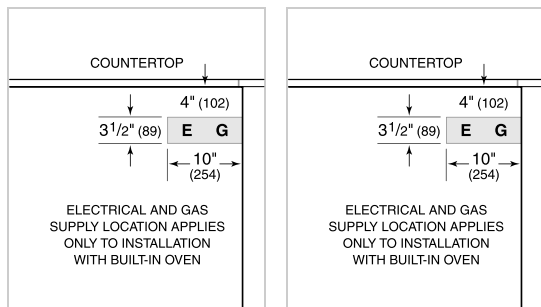 COUNTERTOP
4" (102)
3 1/2" (89)
E G
10"
(254)
ELECTRICAL AND GAS
SUPPLY LOCATION APPLIES
ONLY TO INSTALLATION
WITH BUILT-IN OVEN
COUNTERTOP
4" (102)
3 1/2" (89)
E G
10"
(254)
ELECTRICAL AND GAS
SUPPLY LOCATION APPLIES
ONLY TO INSTALLATION
WITH BUILT-IN OVEN